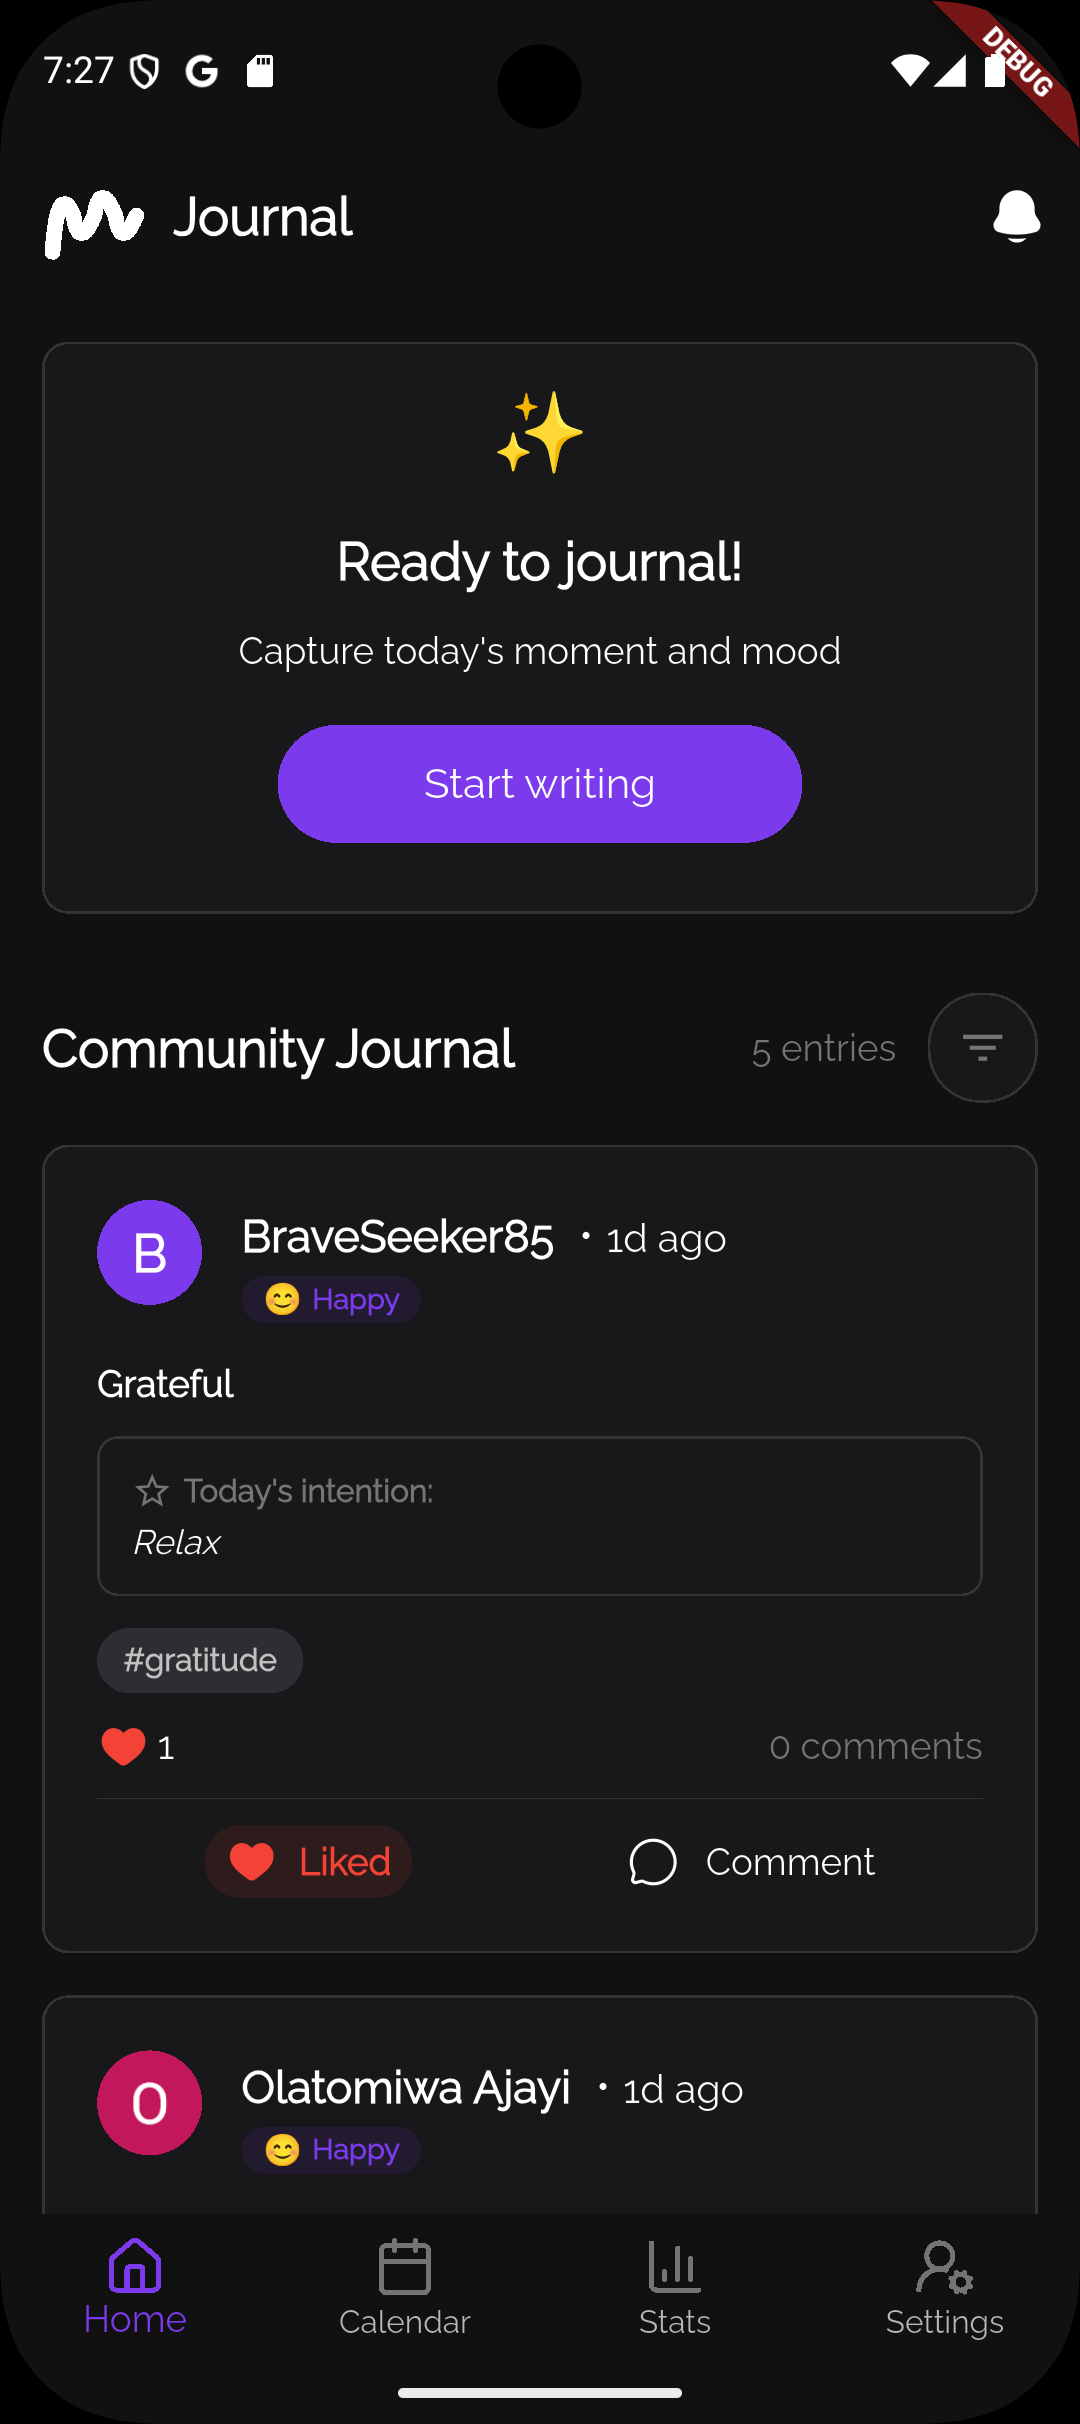 7:27
DEBUG
Journal
Ready to journal!
Capture today's moment and mood
Start writing
Community Journal
5 entries
B
BraveSeeker85 • 1d ago
😊 Happy
Grateful
Today's intention:
Relax
#gratitude
1
0 comments
Liked
Comment
O
Olatomiwa Ajayi • 1d ago
😊 Happy
Home
Calendar
Stats
Settings